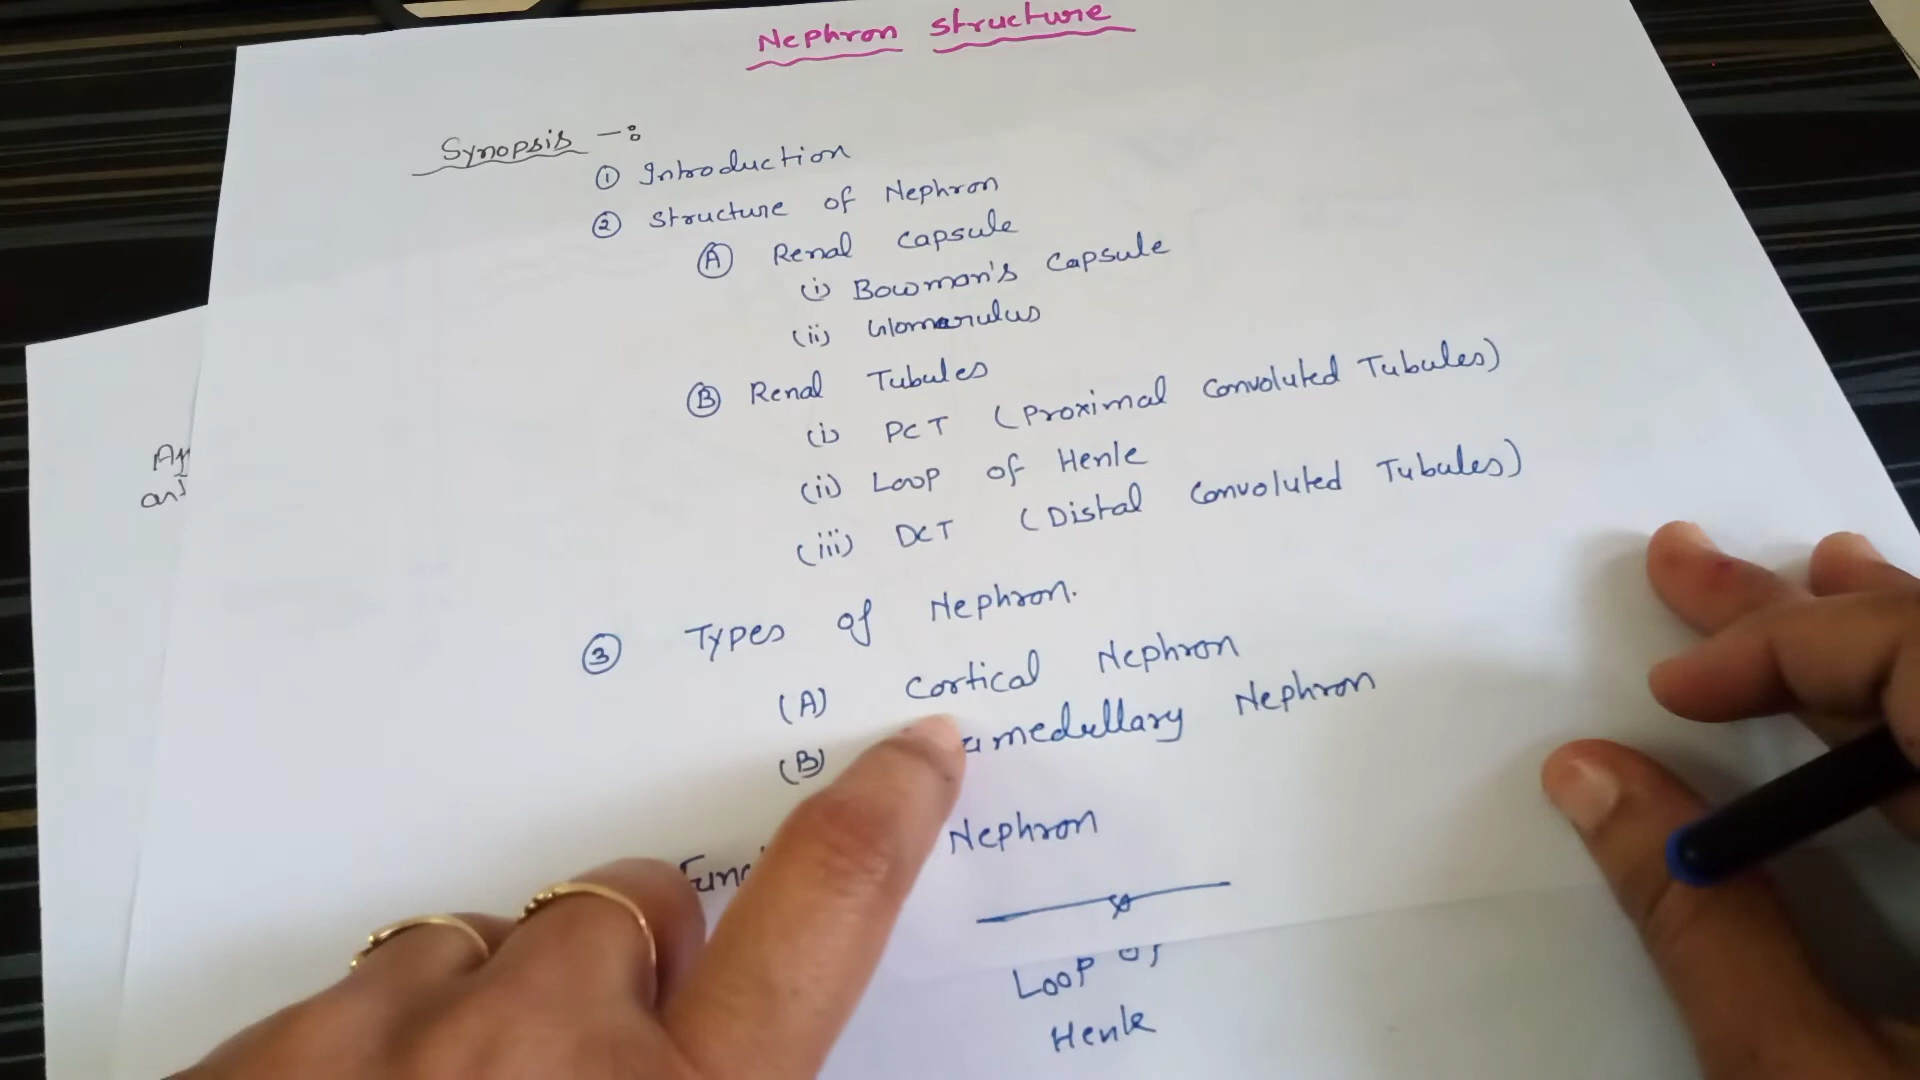 Nephron structure
Synopsis -:
① Introduction
② Structure of Nephron
Ⓐ Renal capsule
(i) Bowman's capsule
(ii) Glomarulus
Ⓑ Renal Tubules
(i) PCT (Proximal convoluted Tubules)
(ii) Loop of Henle
(iii) DCT (Distal convoluted Tubules)
③ Types of Nephron.
(A) Cortical Nephron
(B) amedullary Nephron
Nephron
Loop of
Henle